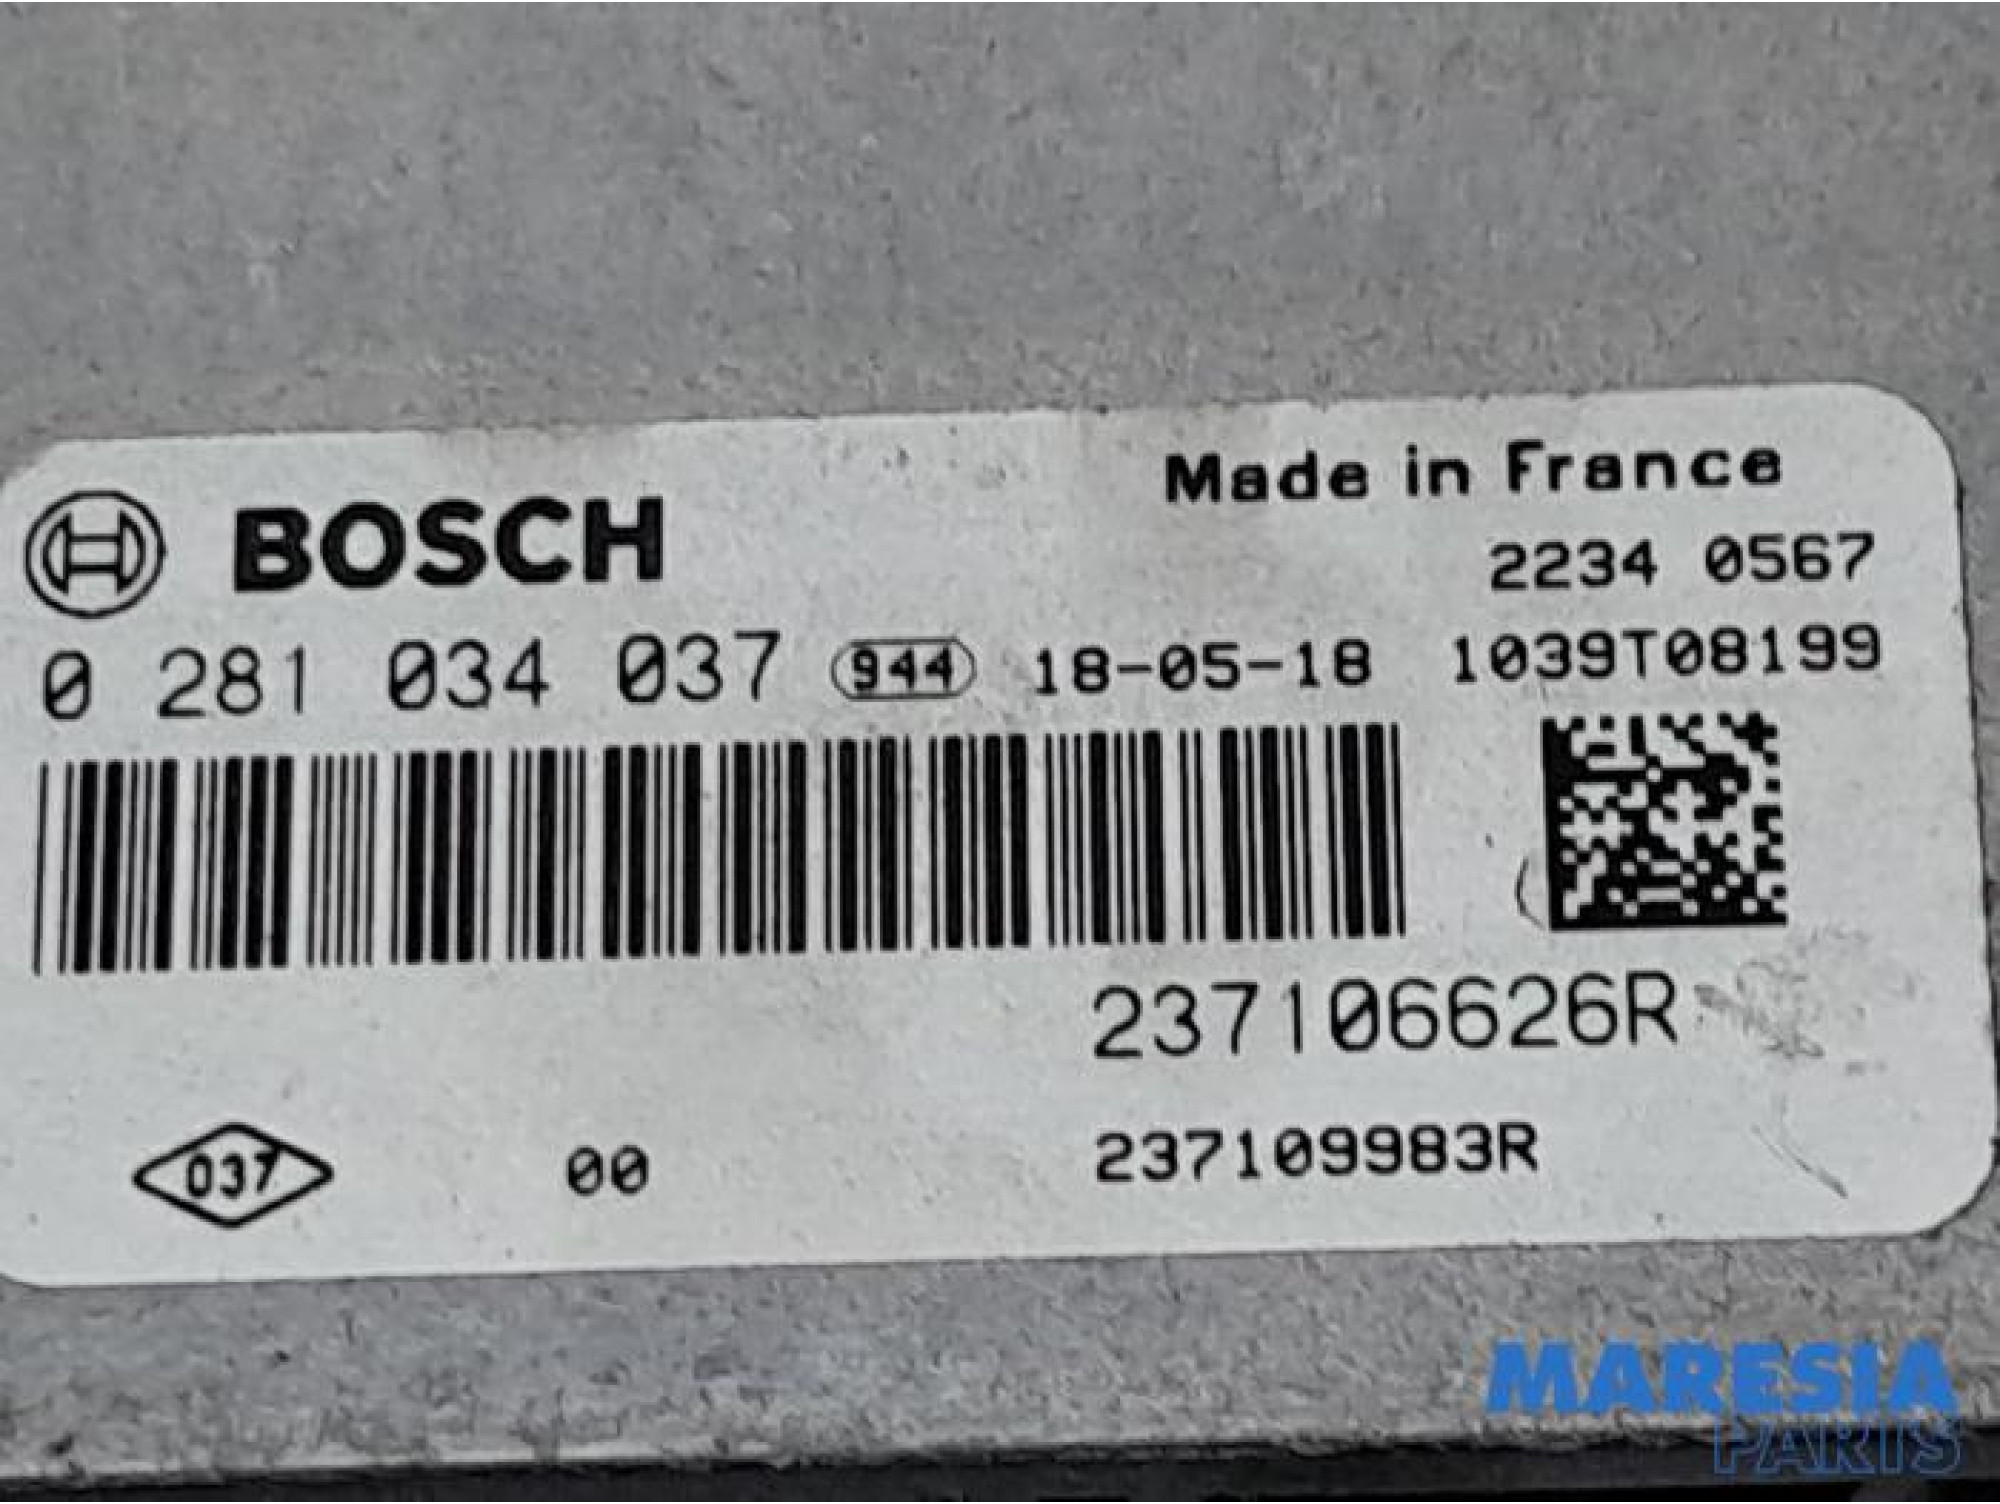 BOSCH
Made in France
2234 0567
0 281 034 037 944 18-05-18 1039T08199
237106626R
037 00 237109983R
MARESIA
PARTS